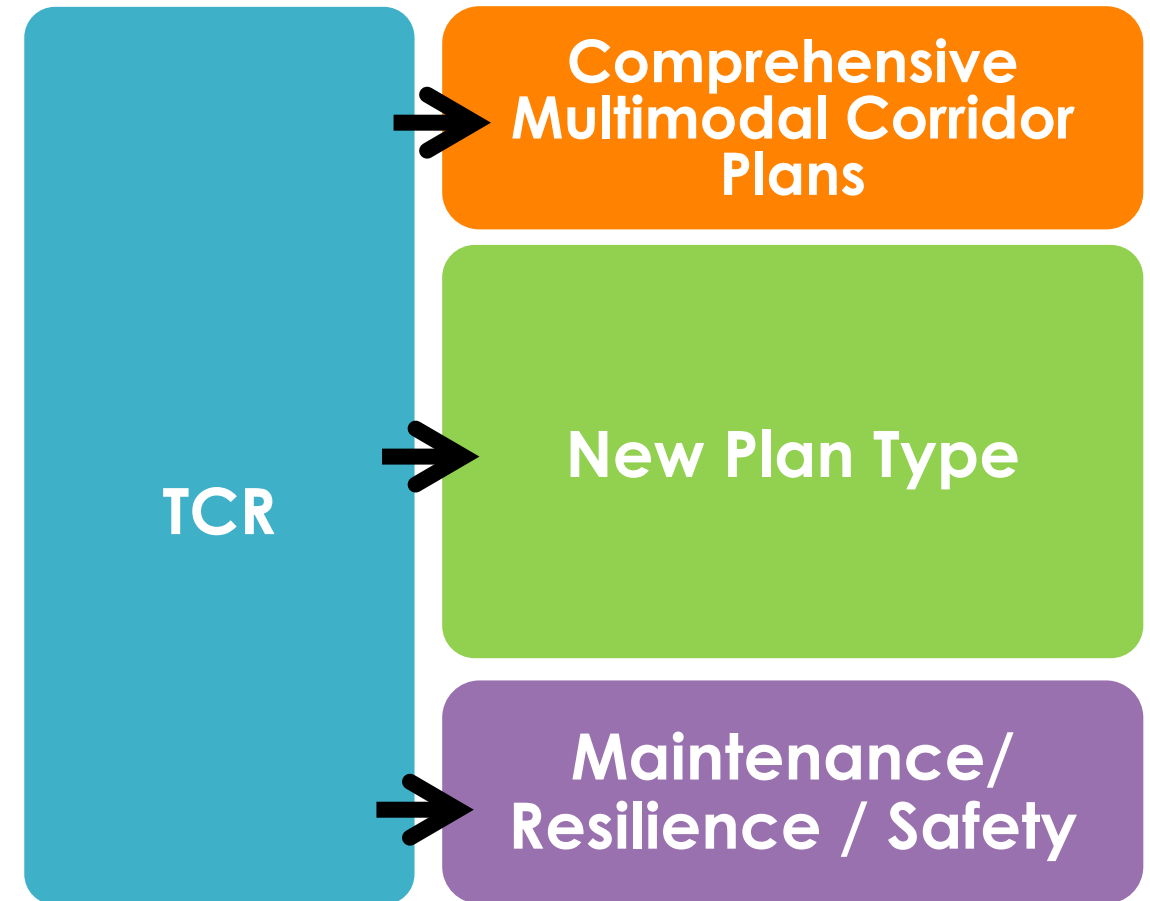 Comprehensive
Multimodal Corridor
Plans
New Plan Type
TCR
Maintenance/
Resilience / Safety